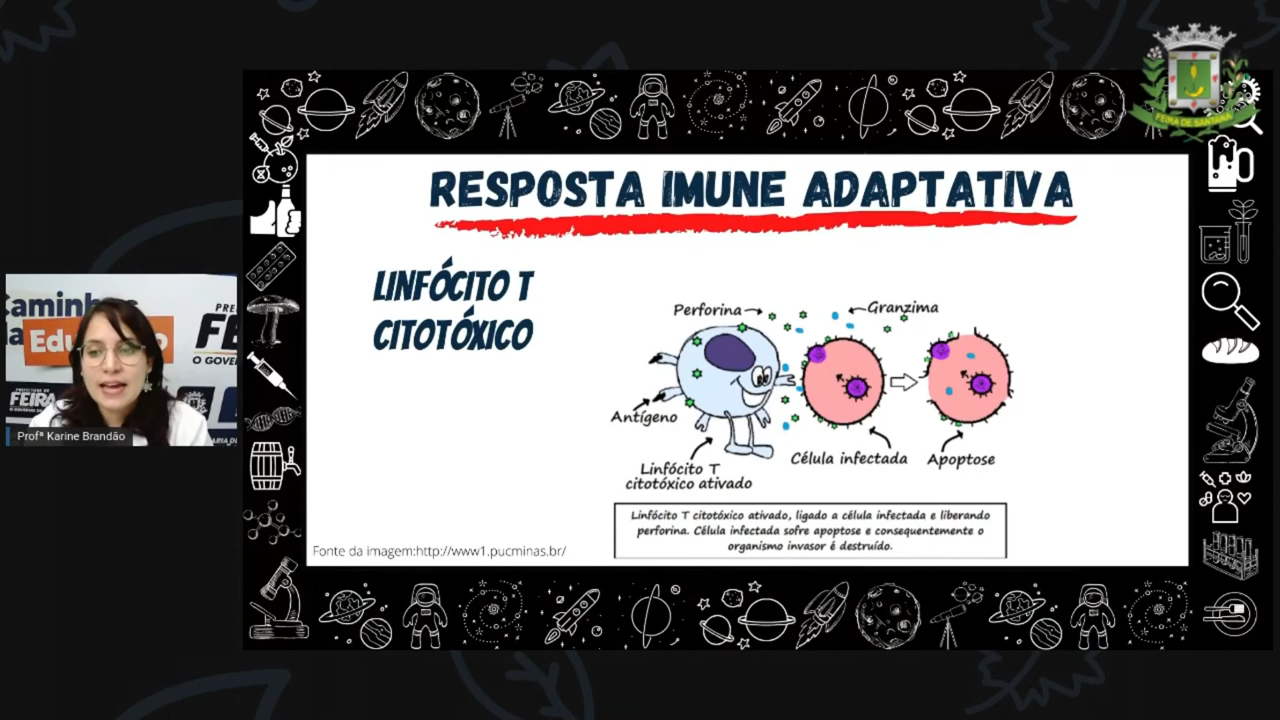 FEIRA DE SANTANA
RESPOSTA IMUNE ADAPTATIVA
LINFÓCITO T
CITOTÓXICO
Perforina
Granzima
Antígeno
Linfócito T
citotóxico ativado
Célula infectada
Apoptose
Linfócito T citotóxico ativado, ligado a célula infectada e liberando
perforina. Célula infectada sofre apoptose e consequentemente o
organismo invasor é destruído.
Fonte da imagem:http://www1.pucminas.br/
Profª Karine Brandão
FEIRA